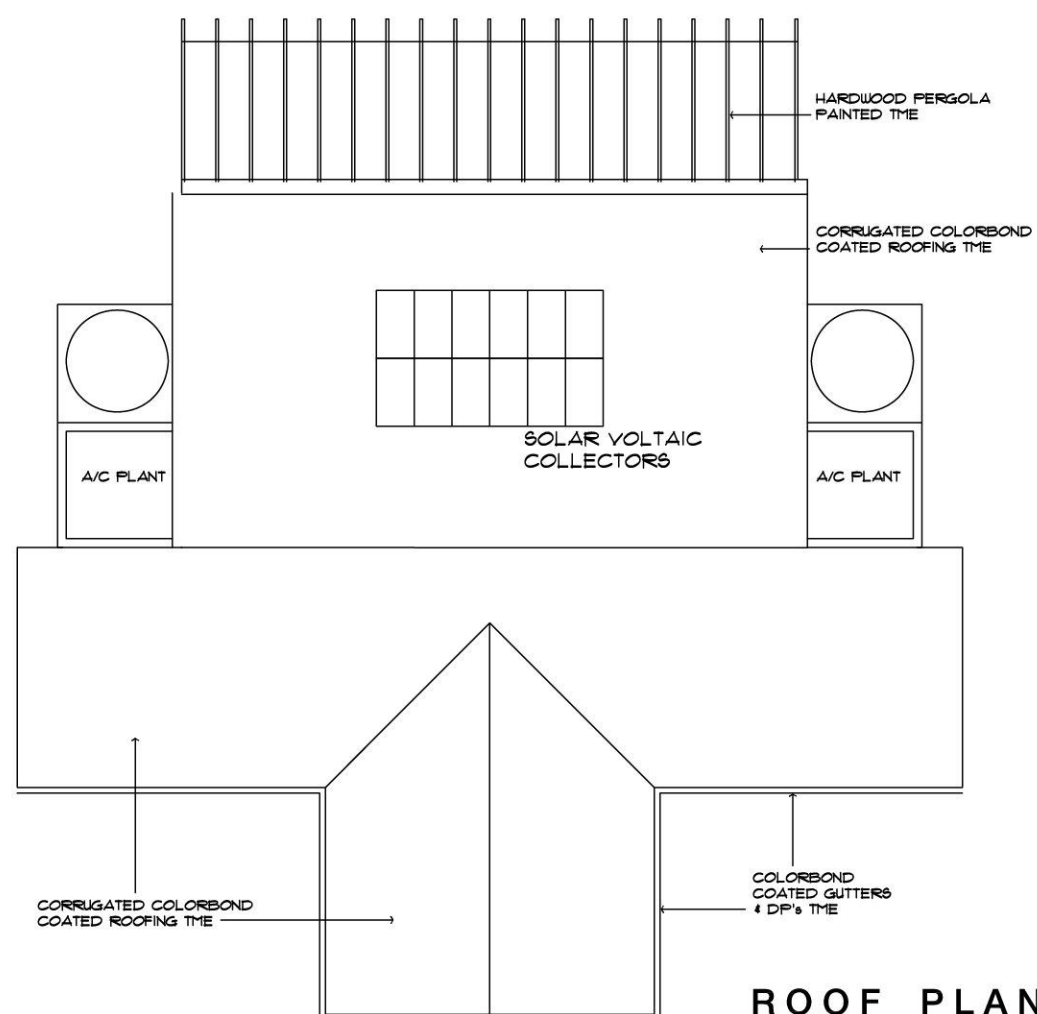 HARDWOOD PERGOLA
PAINTED TME
CORRUGATED COLORBOND
COATED ROOFING TME
SOLAR VOLTAIC
COLLECTORS
A/C PLANT
A/C PLANT
COLORBOND
COATED GUTTERS
& DP's TME
CORRUGATED COLORBOND
COATED ROOFING TME
ROOF PLAN